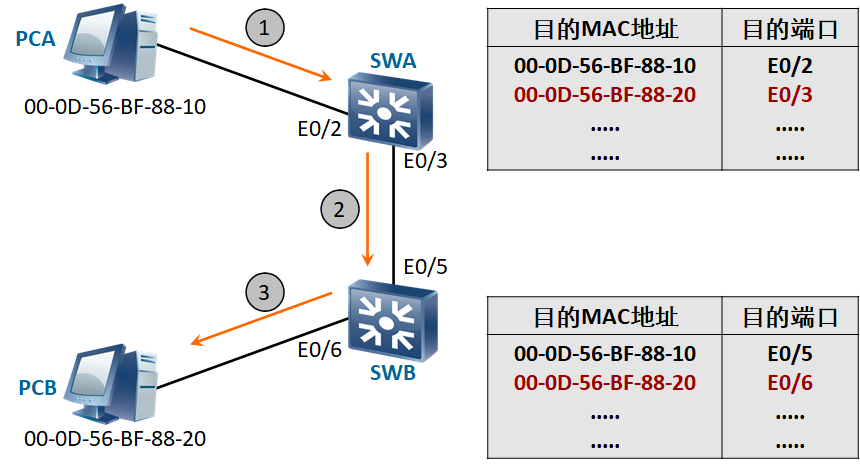 PCA
00-0D-56-BF-88-10
1
SWA
E0/2
E0/3
2
E0/5
3
E0/6
SWB
PCB
00-0D-56-BF-88-20
目的MAC地址 目的端口
00-0D-56-BF-88-10 E0/2
00-0D-56-BF-88-20 E0/3
..... .....
..... .....
目的MAC地址 目的端口
00-0D-56-BF-88-10 E0/5
00-0D-56-BF-88-20 E0/6
..... .....
..... .....